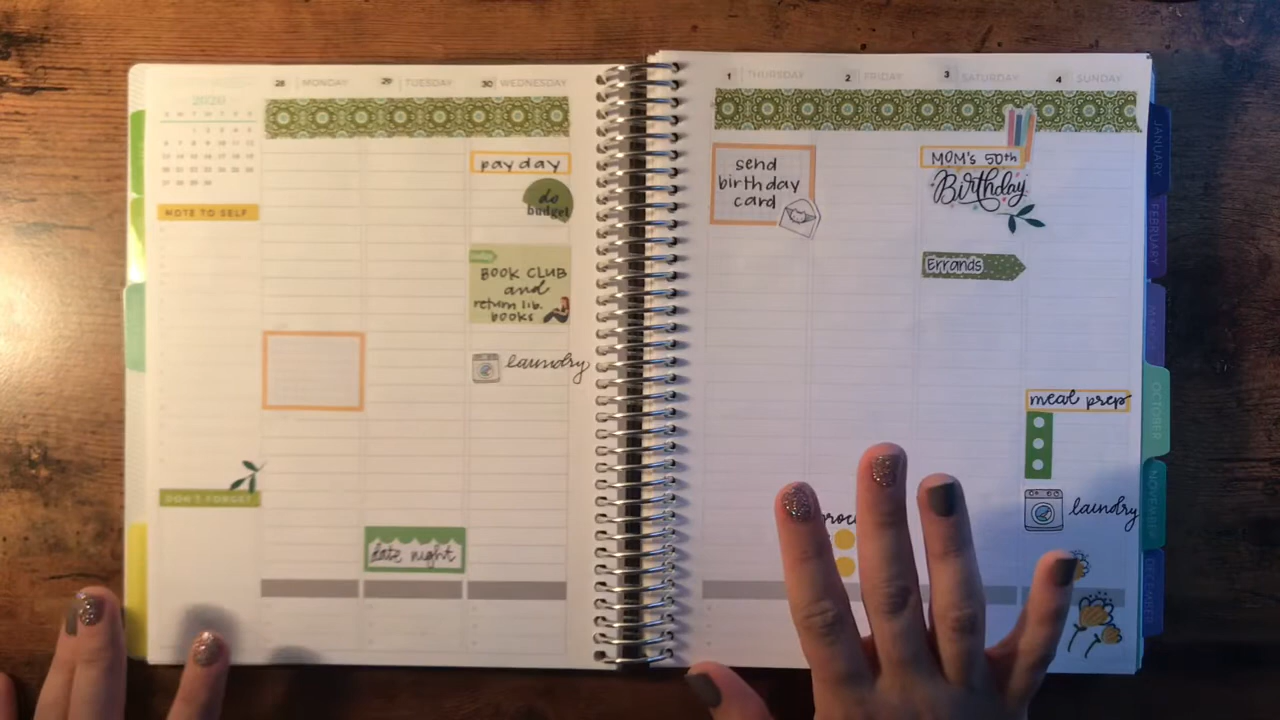 28 MONDAY
29 TUESDAY
30 WEDNESDAY
2020
NOTE TO SELF
DON'T FORGET
date night
pay day
do
budget
BOOK CLUB
and
return lib.
books
laundry
1 THURSDAY
2 FRIDAY
3 SATURDAY
4 SUNDAY
send
birthday
card
MOM'S 50th
Birthday
Errands
meal prep
laundry
JANUARY
FEBRUARY
OCTOBER
NOVEMBER
DECEMBER